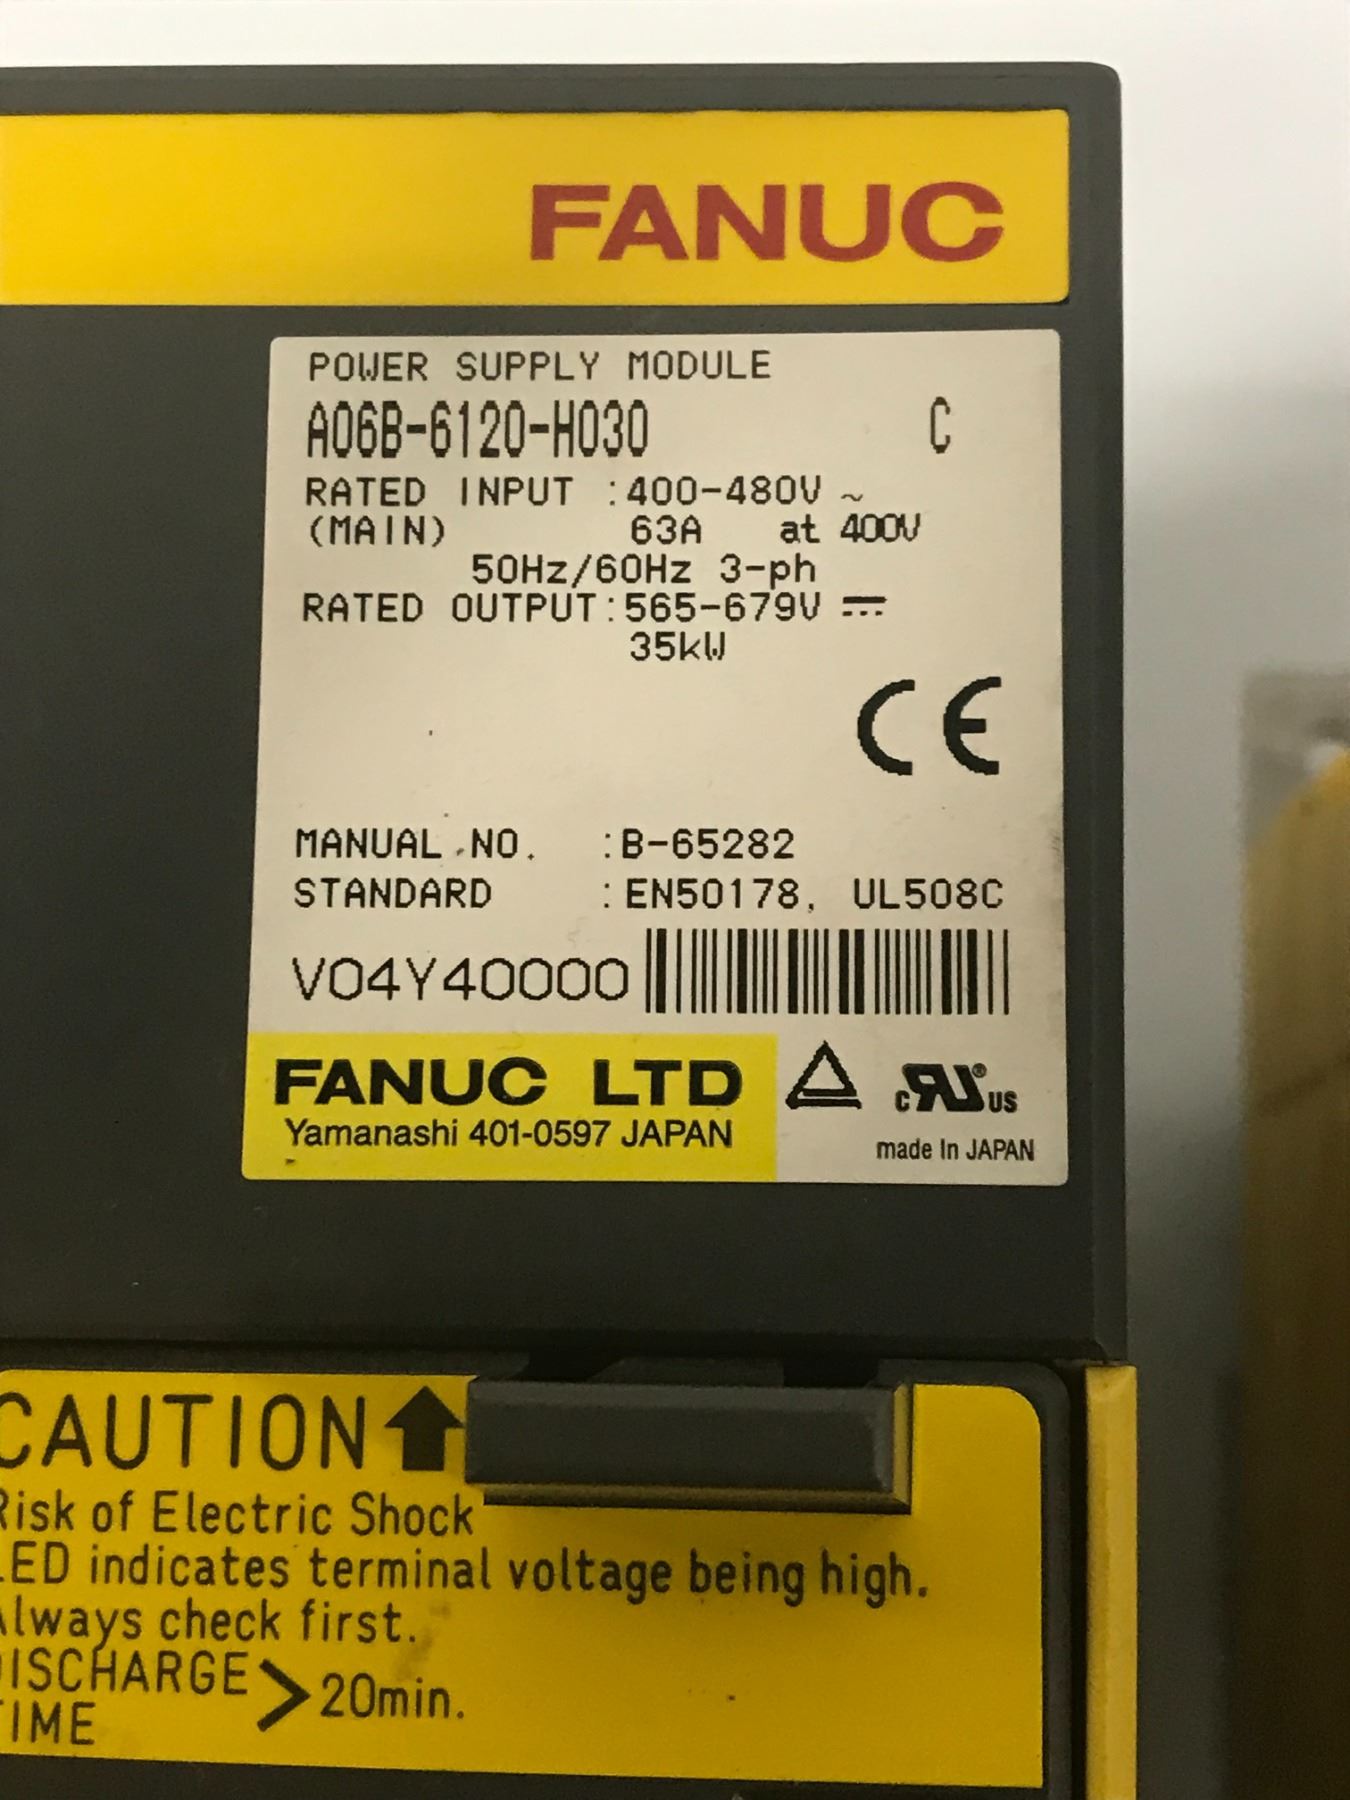 FANUC
POWER SUPPLY MODULE
A06B-6120-H030 C
RATED INPUT :400-480V ~
(MAIN) 63A at 400V
50Hz/60Hz 3-ph
RATED OUTPUT:565-679V ⎓
35kW
CE
MANUAL NO. :B-65282
STANDARD :EN50178, UL508C
V04Y40000
FANUC LTD
Yamanashi 401-0597 JAPAN
c RU® US
made In JAPAN
CAUTION
Risk of Electric Shock
LED indicates terminal voltage being high.
Always check first.
DISCHARGE TIME > 20min.